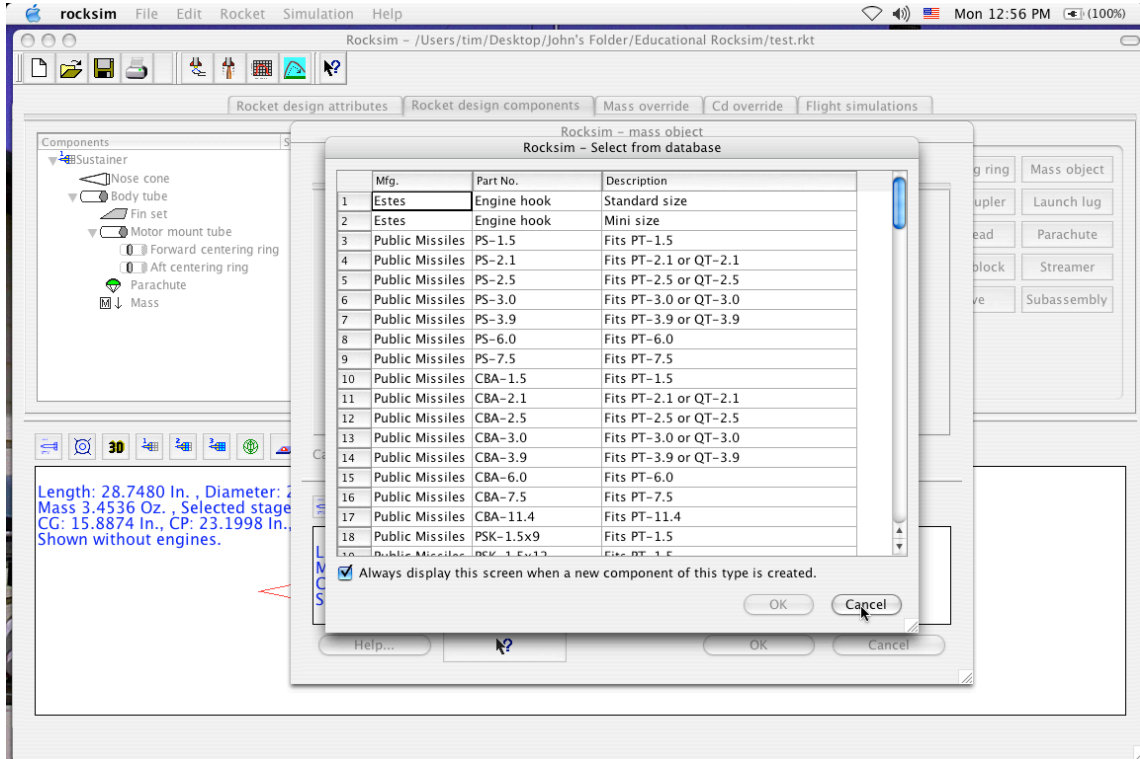 rocksim File Edit Rocket Simulation Help Mon 12:56 PM (100%)
Rocksim – /Users/tim/Desktop/John's Folder/Educational Rocksim/test.rkt
Rocket design attributes Rocket design components Mass override Cd override Flight simulations
Rocksim – mass object
Rocksim – Select from database
Components S
Sustainer
Nose cone
Body tube
Fin set
Motor mount tube
Forward centering ring
Aft centering ring
Parachute
M Mass
g ring Mass object
upler Launch lug
ead Parachute
block Streamer
ve Subassembly
Mfg. Part No. Description
1 Estes Engine hook Standard size
2 Estes Engine hook Mini size
3 Public Missiles PS-1.5 Fits PT-1.5
4 Public Missiles PS-2.1 Fits PT-2.1 or QT-2.1
5 Public Missiles PS-2.5 Fits PT-2.5 or QT-2.5
6 Public Missiles PS-3.0 Fits PT-3.0 or QT-3.0
7 Public Missiles PS-3.9 Fits PT-3.9 or QT-3.9
8 Public Missiles PS-6.0 Fits PT-6.0
9 Public Missiles PS-7.5 Fits PT-7.5
10 Public Missiles CBA-1.5 Fits PT-1.5
11 Public Missiles CBA-2.1 Fits PT-2.1 or QT-2.1
12 Public Missiles CBA-2.5 Fits PT-2.5 or QT-2.5
13 Public Missiles CBA-3.0 Fits PT-3.0 or QT-3.0
14 Public Missiles CBA-3.9 Fits PT-3.9 or QT-3.9
15 Public Missiles CBA-6.0 Fits PT-6.0
16 Public Missiles CBA-7.5 Fits PT-7.5
17 Public Missiles CBA-11.4 Fits PT-11.4
18 Public Missiles PSK-1.5x9 Fits PT-1.5
19 Public Missiles PSK-1.5x12 Fits PT-1.5
Always display this screen when a new component of this type is created.
OK Cancel
3D
Ca
Length: 28.7480 In. , Diameter: 2
Mass 3.4536 Oz. , Selected stage
CG: 15.8874 In., CP: 23.1998 In.,
Shown without engines.
L
M
C
S
Help... OK Cancel